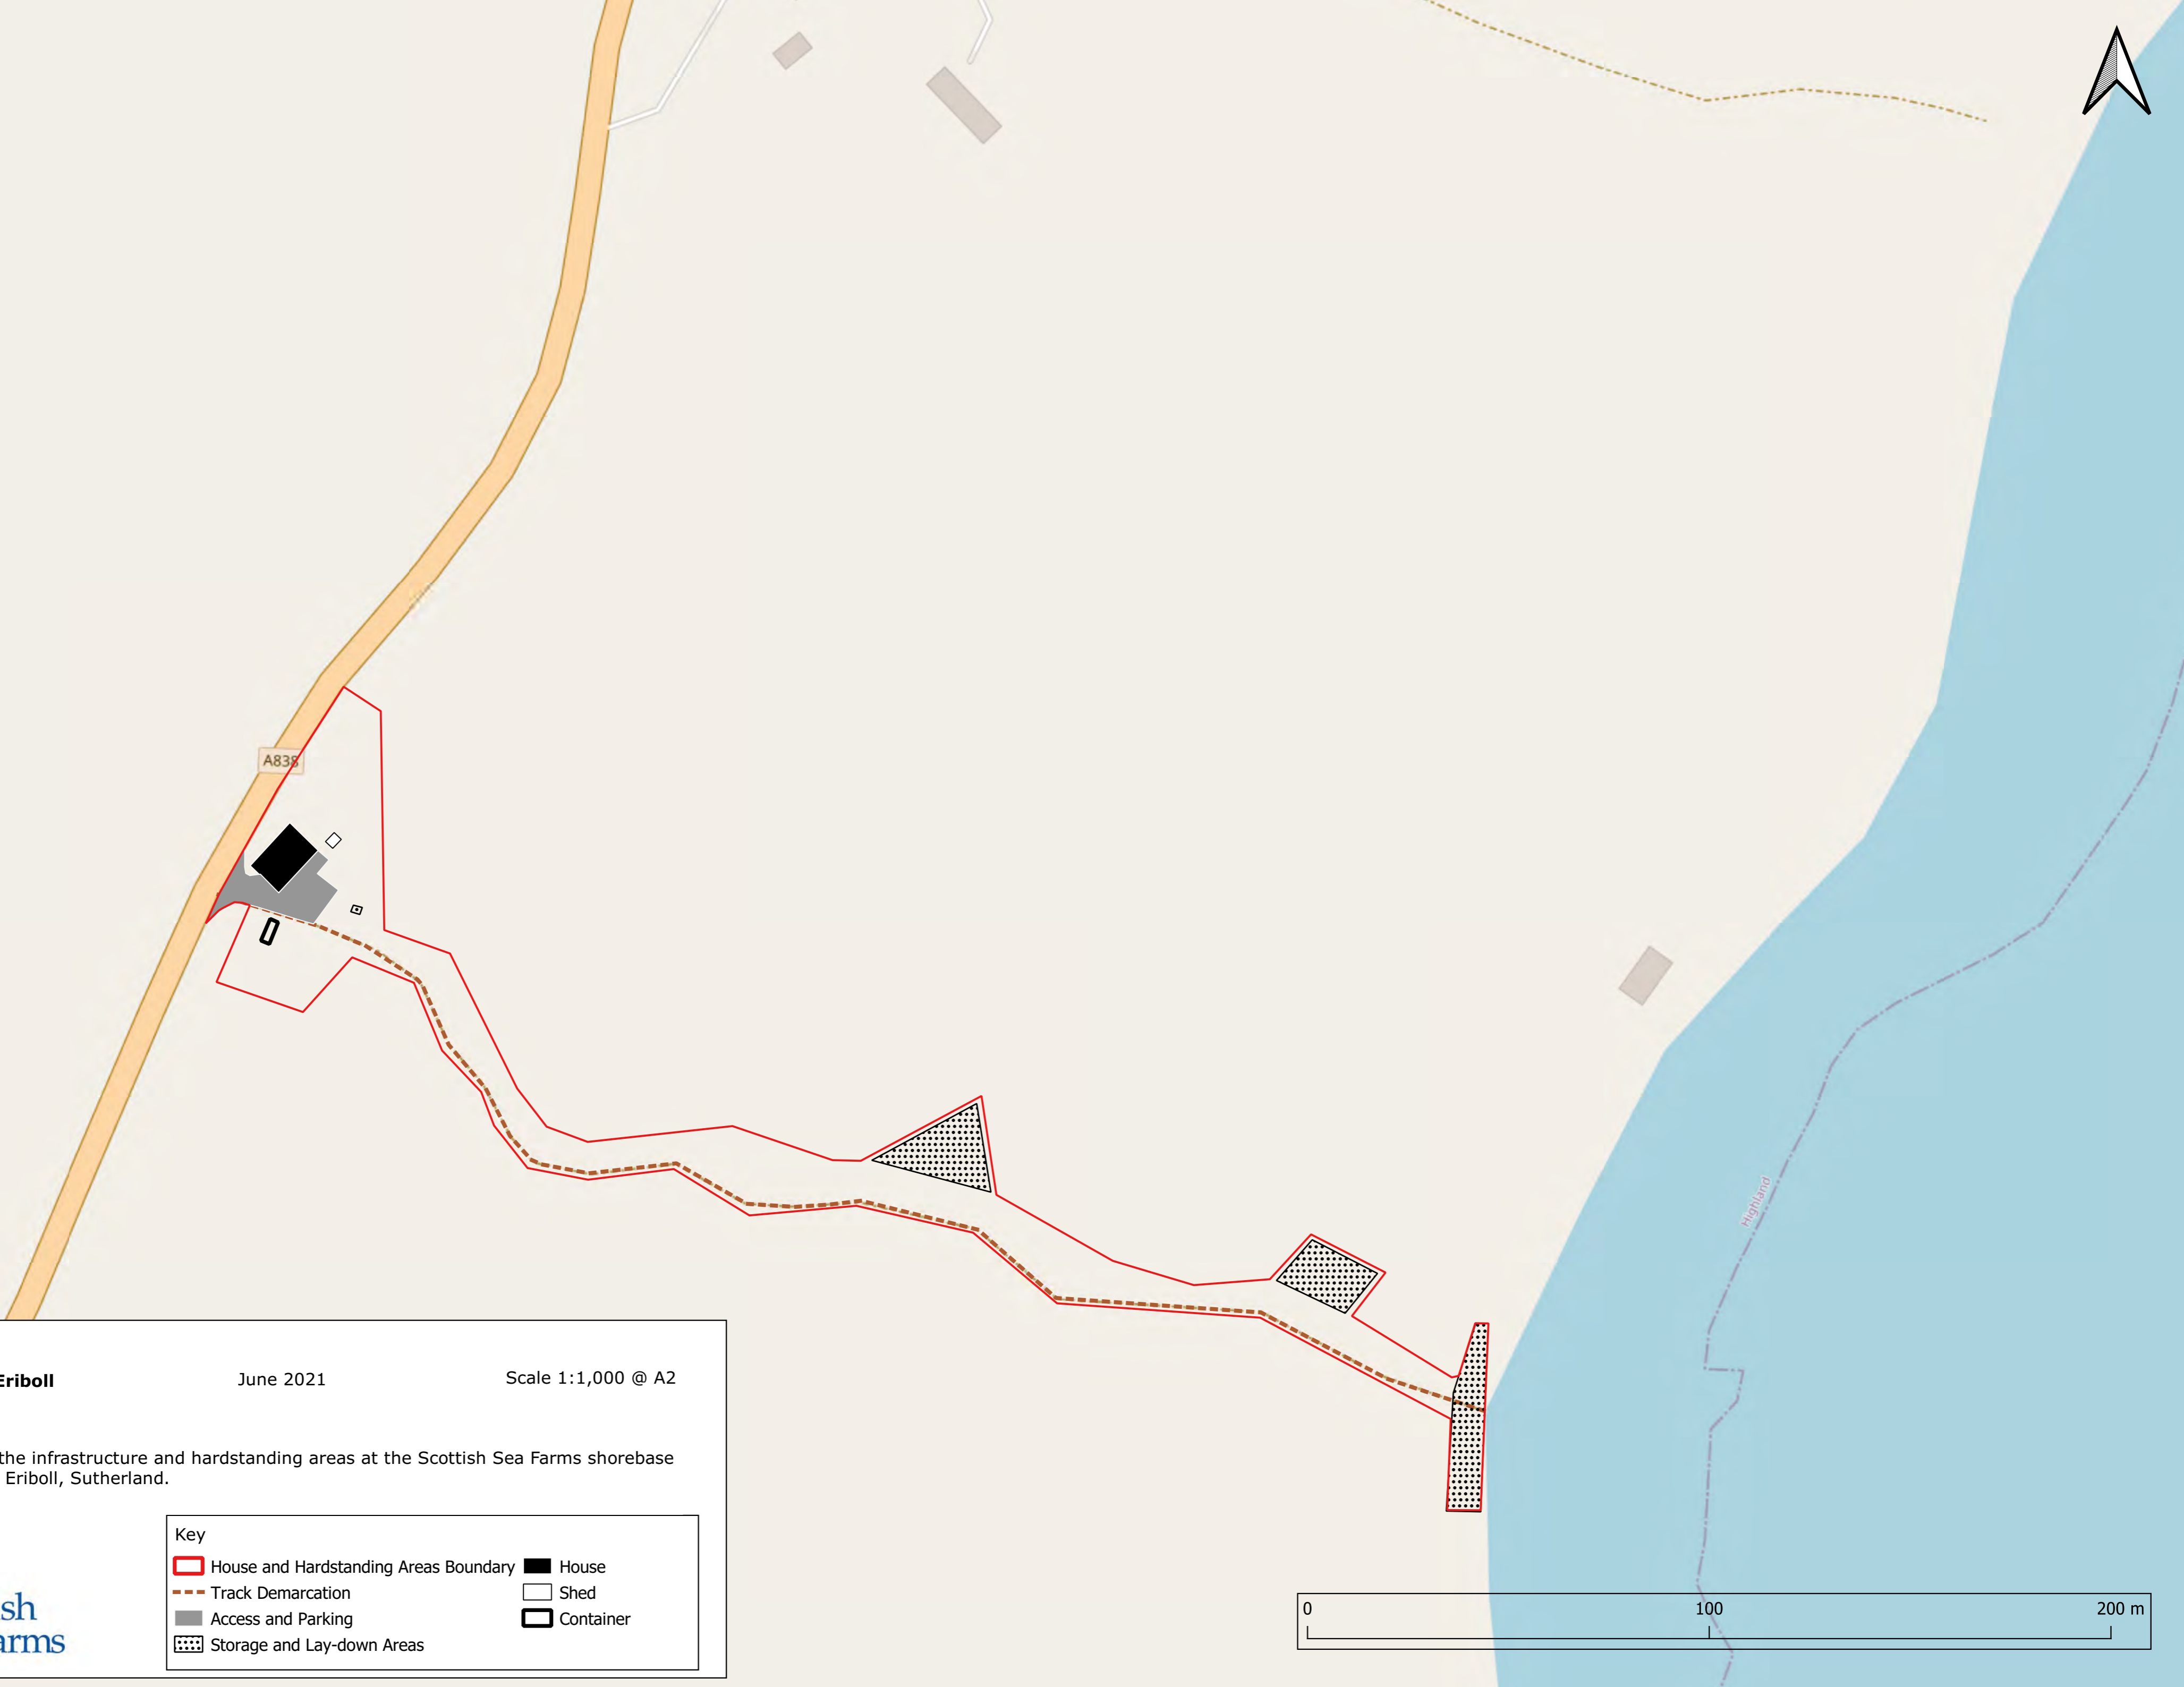 A838
Highland
Eriboll
June 2021
Scale 1:1,000 @ A2
the infrastructure and hardstanding areas at the Scottish Sea Farms shorebase
Eriboll, Sutherland.
Key
House and Hardstanding Areas Boundary
House
Track Demarcation
Shed
Access and Parking
Container
Storage and Lay-down Areas
sh
arms
0 100 200 m